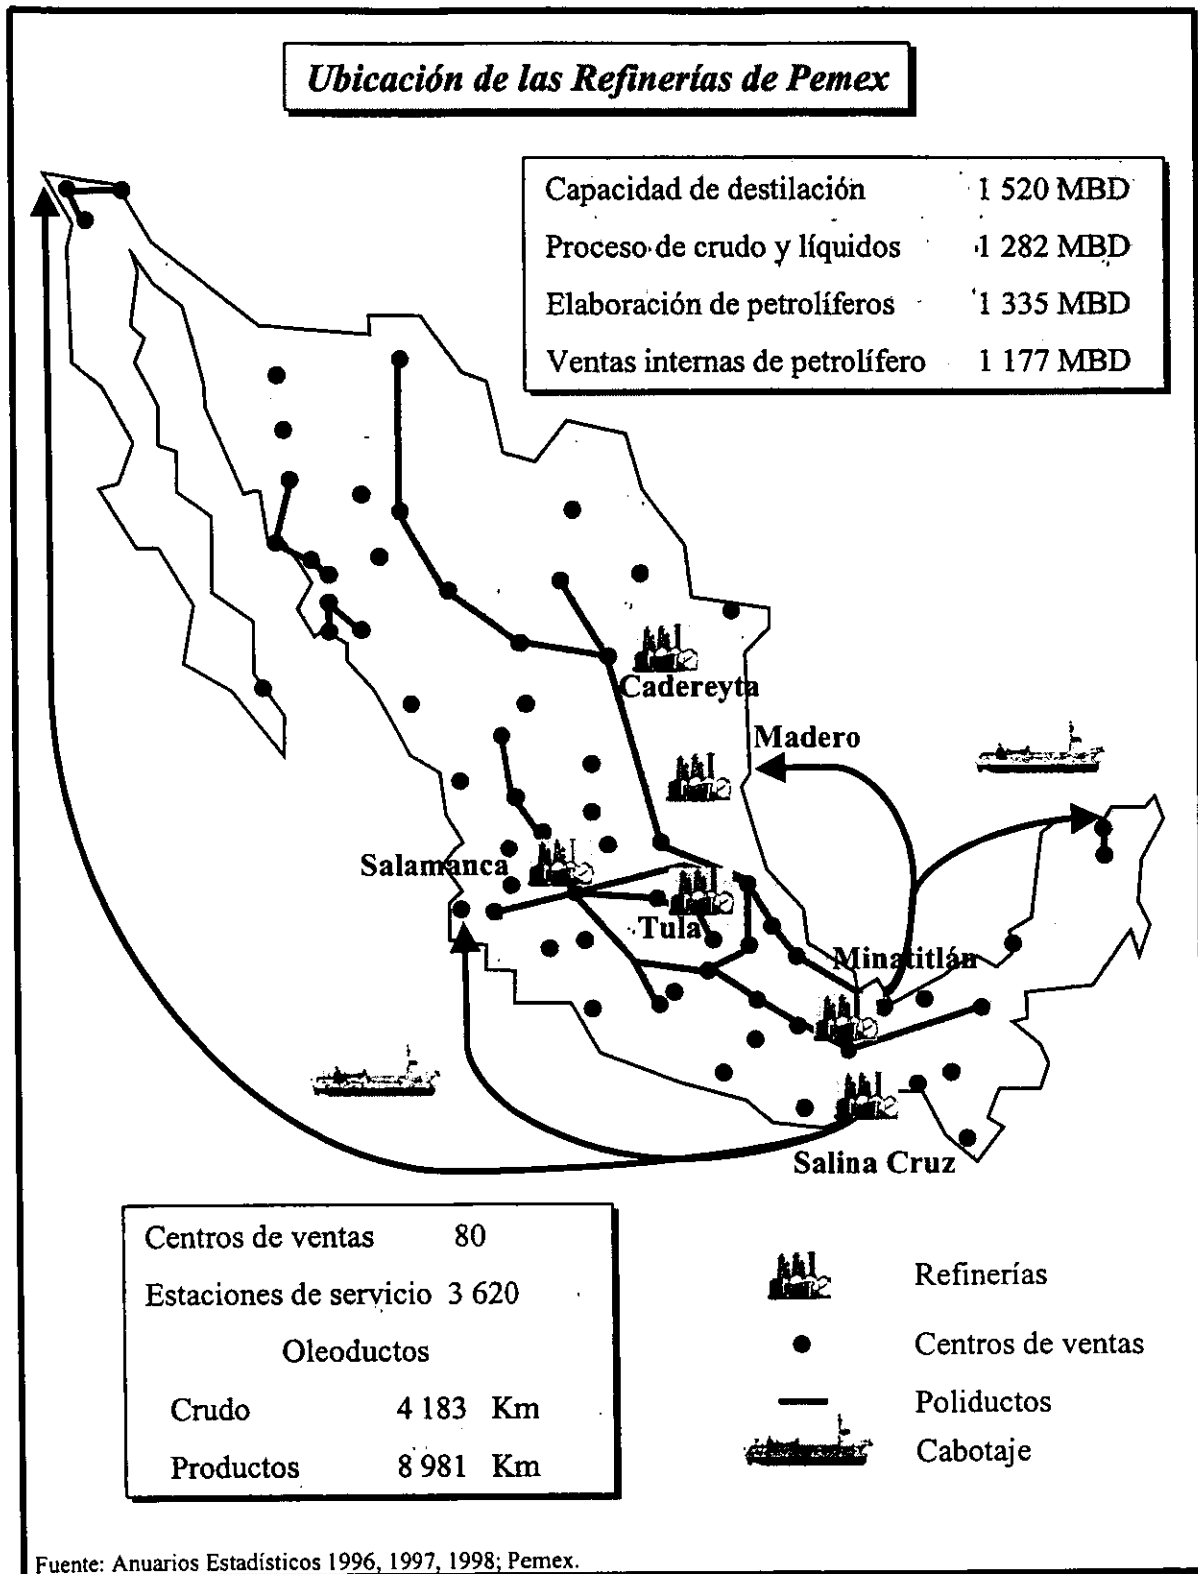 Ubicación de las Refinerías de Pemex
Capacidad de destilación 1 520 MBD
Proceso de crudo y líquidos 1 282 MBD
Elaboración de petrolíferos 1 335 MBD
Ventas internas de petrolífero 1 177 MBD
Cadereyta
Madero
Salamanca
Tula
Minatitlán
Salina Cruz
Centros de ventas 80
Estaciones de servicio 3 620
Oleoductos
Crudo 4 183 Km
Productos 8 981 Km
Refinerías
Centros de ventas
Poliductos
Cabotaje
Fuente: Anuarios Estadísticos 1996, 1997, 1998; Pemex.